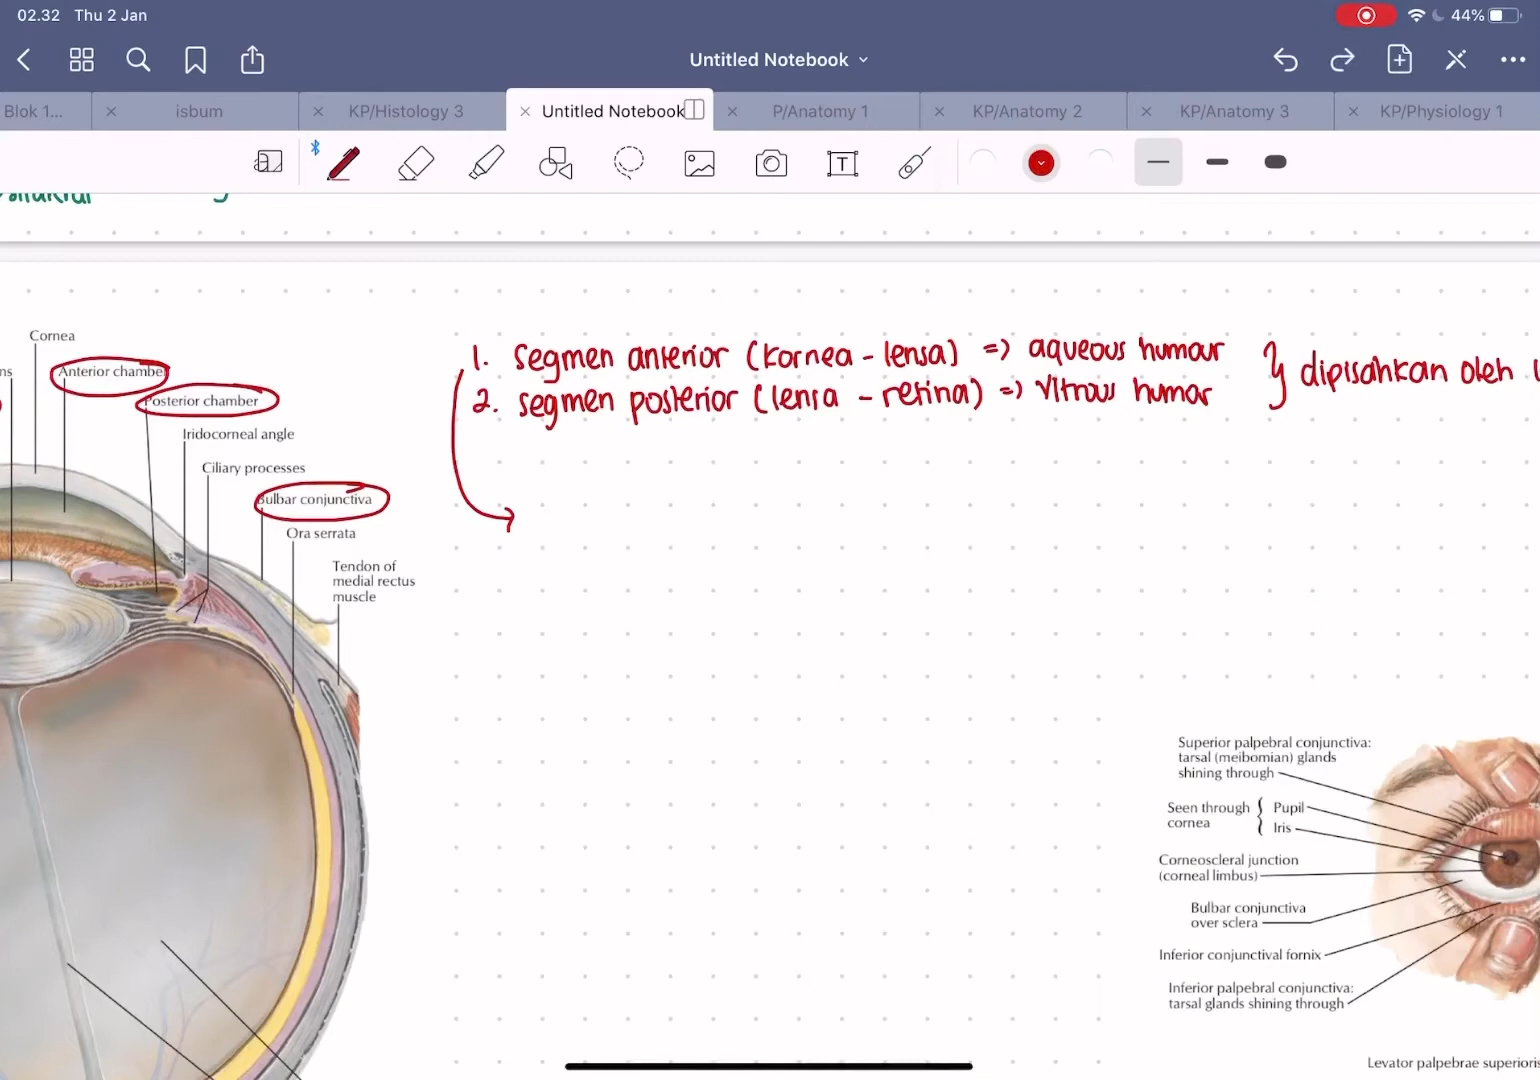 02.32 Thu 2 Jan
44%
Untitled Notebook
Blok 1...
isbum
KP/Histology 3
Untitled Notebook
P/Anatomy 1
KP/Anatomy 2
KP/Anatomy 3
KP/Physiology 1
Cornea
Anterior chamber
Posterior chamber
Iridocorneal angle
Ciliary processes
Bulbar conjunctiva
Ora serrata
Tendon of
medial rectus
muscle
1. segmen anterior (kornea - lensa) => aqueous humour
2. segmen posterior (lensa - retina) => vitrous humor
} dipisahkan oleh
Superior palpebral conjunctiva:
tarsal (meibomian) glands
shining through
Seen through { Pupil
cornea { Iris
Corneoscleral junction
(corneal limbus)
Bulbar conjunctiva
over sclera
Inferior conjunctival fornix
Inferior palpebral conjunctiva:
tarsal glands shining through
Levator palpebrae superioris